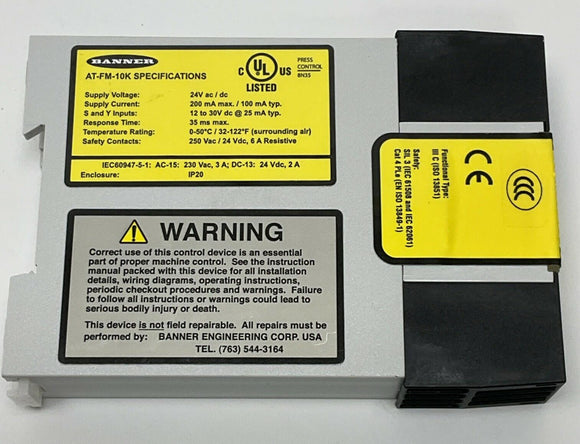 BANNER
AT-FM-10K SPECIFICATIONS
C UL US
LISTED
PRESS
CONTROL
8N35
Supply Voltage: 24V ac / dc
Supply Current: 200 mA max. / 100 mA typ.
S and Y Inputs: 12 to 30V dc @ 25 mA typ.
Response Time: 35 ms max.
Temperature Rating: 0-50°C / 32-122°F (surrounding air)
Safety Contacts: 250 Vac / 24 Vdc, 6 A Resistive
IEC60947-5-1: AC-15: 230 Vac, 3 A; DC-13: 24 Vdc, 2 A
Enclosure: IP20
WARNING
Correct use of this control device is an essential
part of proper machine control. See the instruction
manual packed with this device for all installation
details, wiring diagrams, operating instructions,
periodic checkout procedures and warnings. Failure
to follow all instructions or warnings could lead to
serious bodily injury or death.
This device is not field repairable. All repairs must be
performed by: BANNER ENGINEERING CORP. USA
TEL. (763) 544-3164
CCC
CE
Functional Type:
III C (ISO 13851)
Safety:
SIL 3 (IEC 61508 and IEC 62061)
Cat 4 PLe (EN ISO 13849-1)